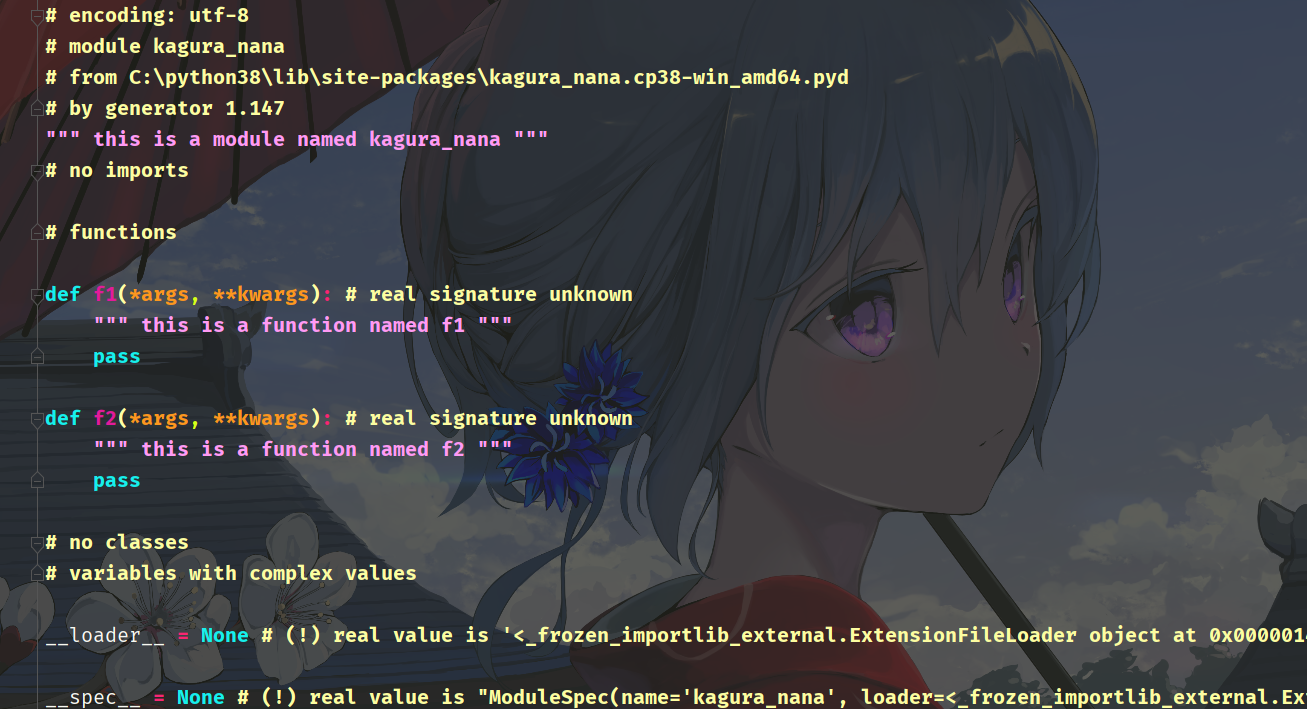 # encoding: utf-8
# module kagura_nana
# from C:\python38\lib\site-packages\kagura_nana.cp38-win_amd64.pyd
# by generator 1.147
""" this is a module named kagura_nana """
# no imports
# functions
def f1(*args, **kwargs): # real signature unknown
    """ this is a function named f1 """
    pass
def f2(*args, **kwargs): # real signature unknown
    """ this is a function named f2 """
    pass
# no classes
# variables with complex values
__loader__ = None # (!) real value is '<_frozen_importlib_external.ExtensionFileLoader object at 0x0000014
__spec__ = None # (!) real value is "ModuleSpec(name='kagura_nana', loader=<_frozen_importlib_external.Ex